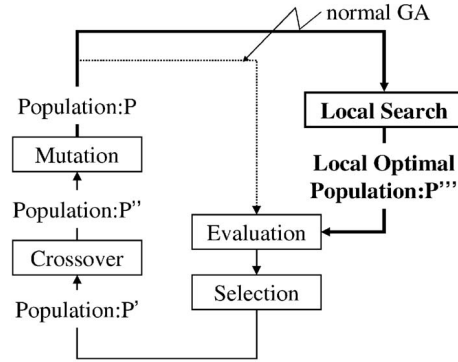 normal GA
Population:P
Local Search
Mutation
Local Optimal
Population:P'''
Population:P''
Evaluation
Crossover
Selection
Population:P'